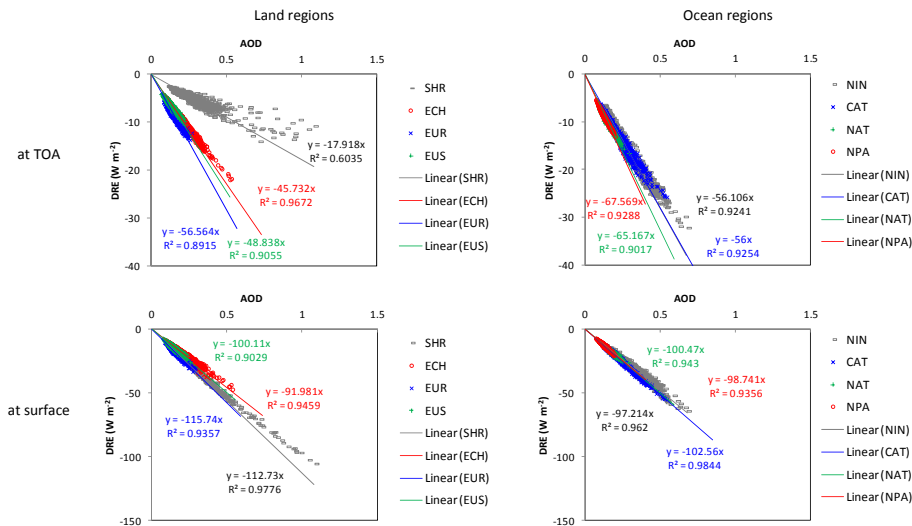 Land regions
Ocean regions
at TOA
AOD
0 0.5 1 1.5
0
-10
-20
-30
-40
DRE (W m⁻²)
y = -17.918x
R² = 0.6035
y = -45.732x
R² = 0.9672
y = -56.564x
R² = 0.8915
y = -48.838x
R² = 0.9055
SHR
ECH
EUR
EUS
Linear (SHR)
Linear (ECH)
Linear (EUR)
Linear (EUS)
AOD
0 0.5 1 1.5
0
-10
-20
-30
-40
DRE (W m⁻²)
y = -67.569x
R² = 0.9288
y = -56.106x
R² = 0.9241
y = -65.167x
R² = 0.9017
y = -56x
R² = 0.9254
NIN
CAT
NAT
NPA
Linear (NIN)
Linear (CAT)
Linear (NAT)
Linear (NPA)
at surface
AOD
0 0.5 1 1.5
0
-50
-100
-150
DRE (W m⁻²)
y = -100.11x
R² = 0.9029
y = -91.981x
R² = 0.9459
y = -115.74x
R² = 0.9357
y = -112.73x
R² = 0.9776
SHR
ECH
EUR
EUS
Linear (SHR)
Linear (ECH)
Linear (EUR)
Linear (EUS)
AOD
0 0.5 1 1.5
0
-50
-100
-150
DRE (W m⁻²)
y = -100.47x
R² = 0.943
y = -98.741x
R² = 0.9356
y = -97.214x
R² = 0.962
y = -102.56x
R² = 0.9844
NIN
CAT
NAT
NPA
Linear (NIN)
Linear (CAT)
Linear (NAT)
Linear (NPA)